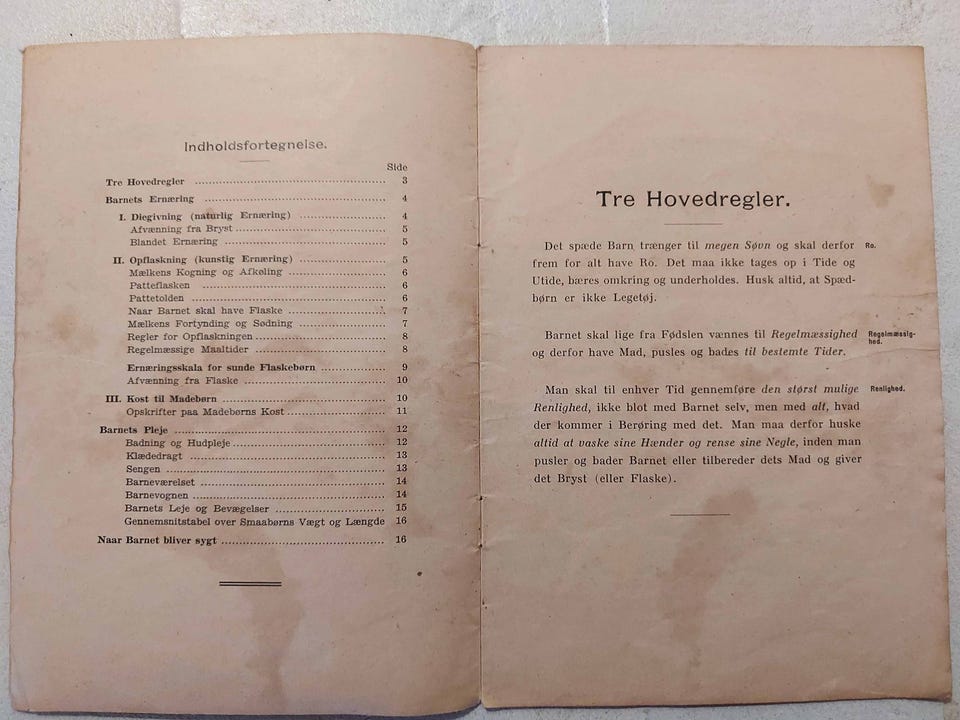 Indholdsfortegnelse.
Side
Tre Hovedregler ................................................ 3
Barnets Ernæring ................................................ 4
I. Diegivning (naturlig Ernæring) ...................... 4
Afvænning fra Bryst ...................................... 5
Blandet Ernæring ......................................... 5
II. Opflaskning (kunstig Ernæring) ..................... 5
Mælkens Kogning og Afkøling ......................... 6
Patteflasken ................................................ 6
Pattetolden ................................................ 6
Naar Barnet skal have Flaske ......................... 7
Mælkens Fortynding og Sødning ....................... 7
Regler for Opflaskningen ............................... 8
Regelmæssige Maaltider ................................. 8
Ernæringsskala for sunde Flaskebørn ................ 9
Afvænning fra Flaske .................................... 10
III. Kost til Madebørn ...................................... 10
Opskrifter paa Madebørns Kost ........................ 11
Barnets Pleje ................................................ 12
Badning og Hudpleje ...................................... 12
Klædedragt ................................................ 13
Sengen ...................................................... 13
Barneværelset ............................................. 14
Barnevognen ................................................ 14
Barnets Leje og Bevægelser ............................ 15
Gennemsnitstabel over Smaabørns Vægt og Længde 16
Naar Barnet bliver sygt ................................... 16
Tre Hovedregler.
Det spæde Barn trænger til megen Søvn og skal derfor Ro.
frem for alt have Ro. Det maa ikke tages op i Tide og
Utide, bæres omkring og underholdes. Husk altid, at Spæd-
børn er ikke Legetøj.
Barnet skal lige fra Fødslen vænnes til Regelmæssighed Regelmæssig-
hed.
og derfor have Mad, pusles og bades til bestemte Tider.
Man skal til enhver Tid gennemføre den størst mulige Renlighed.
Renlighed, ikke blot med Barnet selv, men med alt, hvad
der kommer i Berøring med det. Man maa derfor huske
altid at vaske sine Hænder og rense sine Negle, inden man
pusler og bader Barnet eller tilbereder dets Mad og giver
det Bryst (eller Flaske).